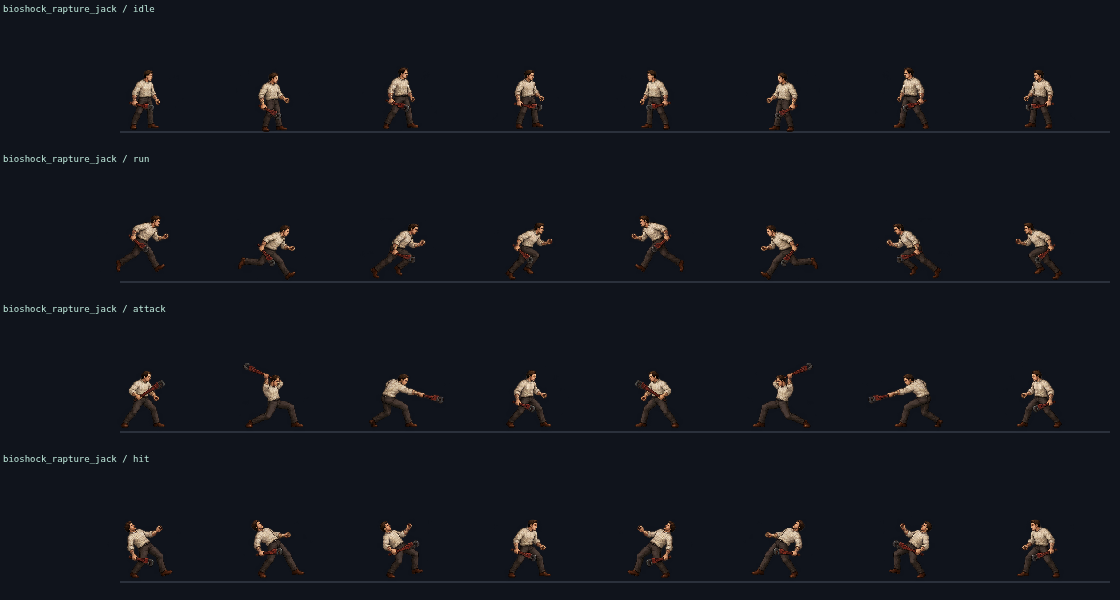 bioshock_rapture_jack / idle
bioshock_rapture_jack / run
bioshock_rapture_jack / attack
bioshock_rapture_jack / hit